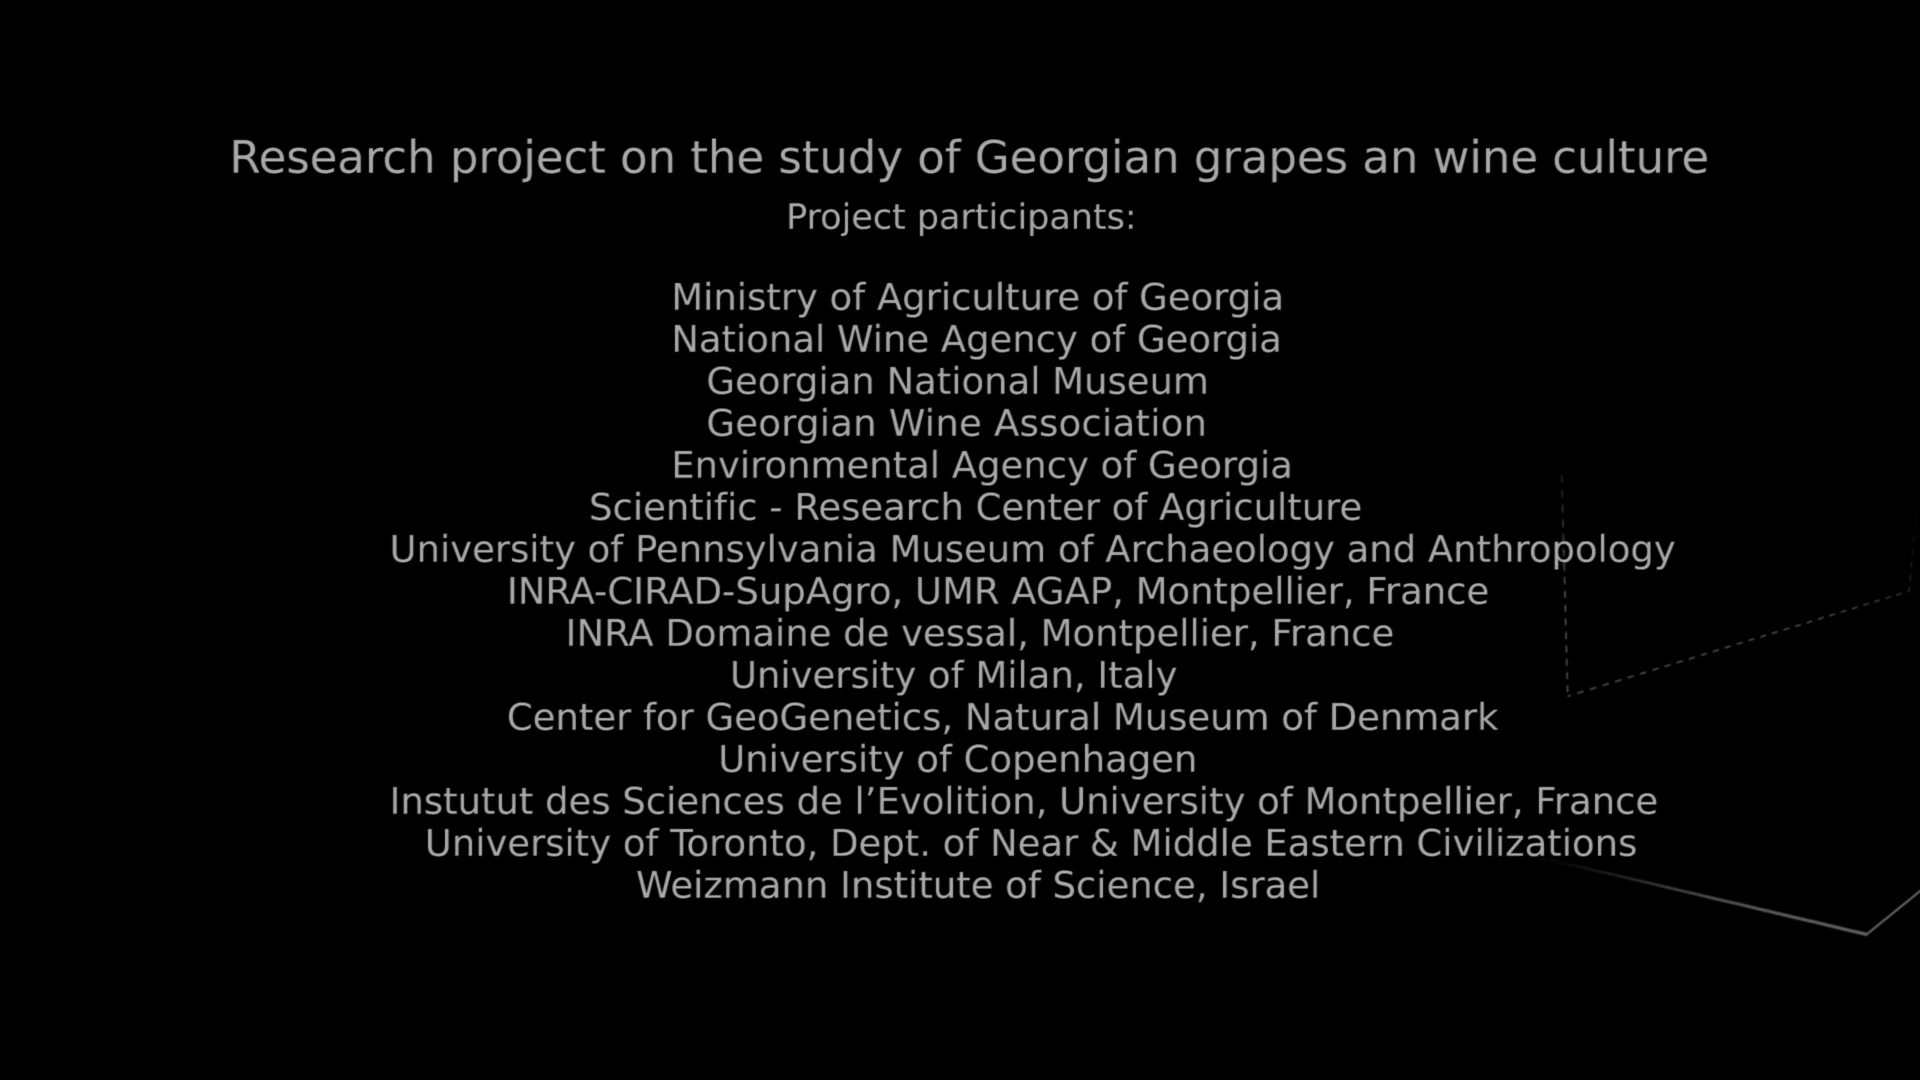 Research project on the study of Georgian grapes an wine culture
Project participants:
Ministry of Agriculture of Georgia
National Wine Agency of Georgia
Georgian National Museum
Georgian Wine Association
Environmental Agency of Georgia
Scientific - Research Center of Agriculture
University of Pennsylvania Museum of Archaeology and Anthropology
INRA-CIRAD-SupAgro, UMR AGAP, Montpellier, France
INRA Domaine de vessal, Montpellier, France
University of Milan, Italy
Center for GeoGenetics, Natural Museum of Denmark
University of Copenhagen
Instutut des Sciences de l’Evolition, University of Montpellier, France
University of Toronto, Dept. of Near & Middle Eastern Civilizations
Weizmann Institute of Science, Israel